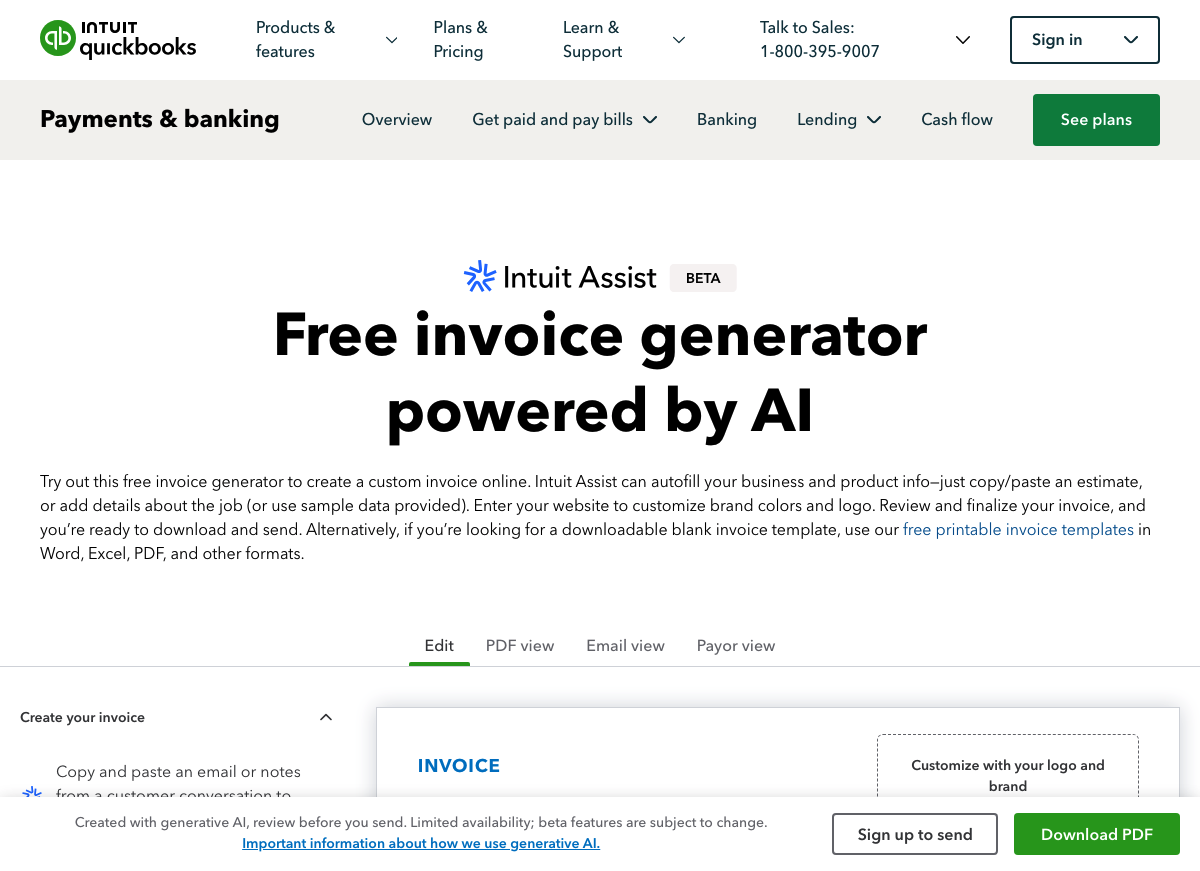 INTUIT
quickbooks
Products &
features
Plans &
Pricing
Learn &
Support
Talk to Sales:
1-800-395-9007
Sign in
Payments & banking
Overview
Get paid and pay bills
Banking
Lending
Cash flow
See plans
Intuit Assist
BETA
Free invoice generator
powered by AI
Try out this free invoice generator to create a custom invoice online. Intuit Assist can autofill your business and product info—just copy/paste an estimate,
or add details about the job (or use sample data provided). Enter your website to customize brand colors and logo. Review and finalize your invoice, and
you’re ready to download and send. Alternatively, if you’re looking for a downloadable blank invoice template, use our free printable invoice templates in
Word, Excel, PDF, and other formats.
Edit
PDF view
Email view
Payor view
Create your invoice
Copy and paste an email or notes
from a customer conversation to
INVOICE
Customize with your logo and
brand
Created with generative AI, review before you send. Limited availability; beta features are subject to change.
Important information about how we use generative AI.
Sign up to send
Download PDF